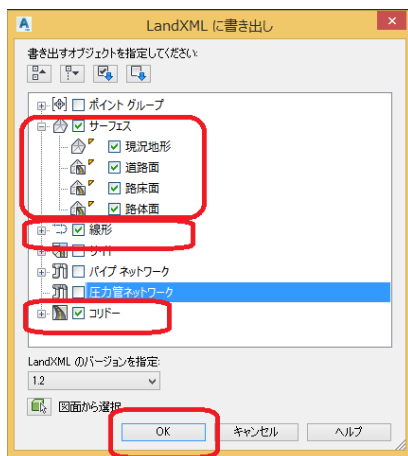 LandXML に書き出し
書き出すオブジェクトを指定してください:
ポイント グループ
サーフェス
現況地形
道路面
路床面
路体面
線形
サイト
パイプ ネットワーク
圧力管ネットワーク
コリドー
LandXML のバージョンを指定:
1.2
図面から選択
OK キャンセル ヘルプ